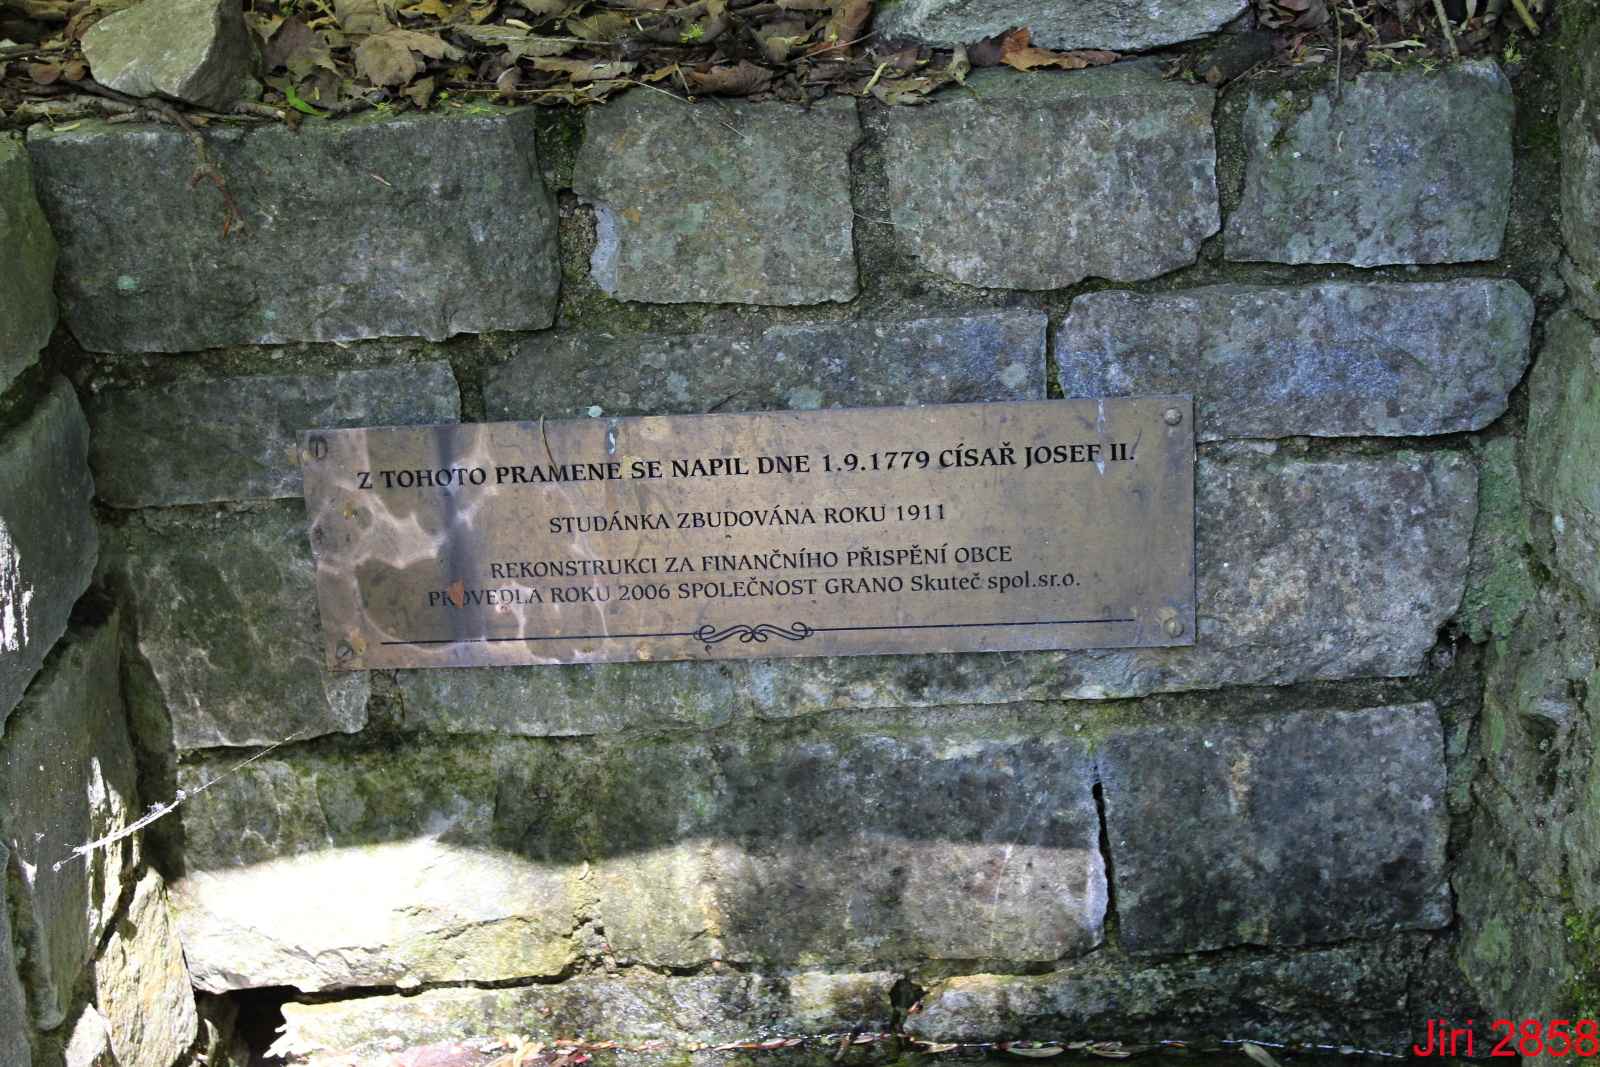 Z TOHOTO PRAMENE SE NAPIL DNE 1.9.1779 CÍSAŘ JOSEF II.
STUDÁNKA ZBUDOVÁNA ROKU 1911
REKONSTRUKCI ZA FINANČNÍHO PŘISPĚNÍ OBCE
PROVEDLA ROKU 2006 SPOLEČNOST GRANO Skuteč spol.sr.o.
Jiri 2858